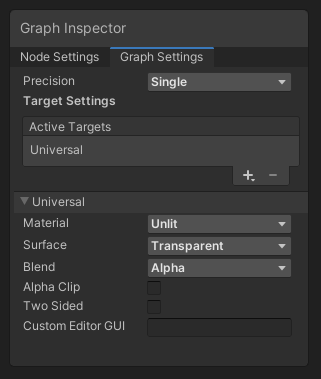 Graph Inspector
Node Settings Graph Settings
Precision Single
Target Settings
Active Targets
Universal
Universal
Material Unlit
Surface Transparent
Blend Alpha
Alpha Clip
Two Sided
Custom Editor GUI